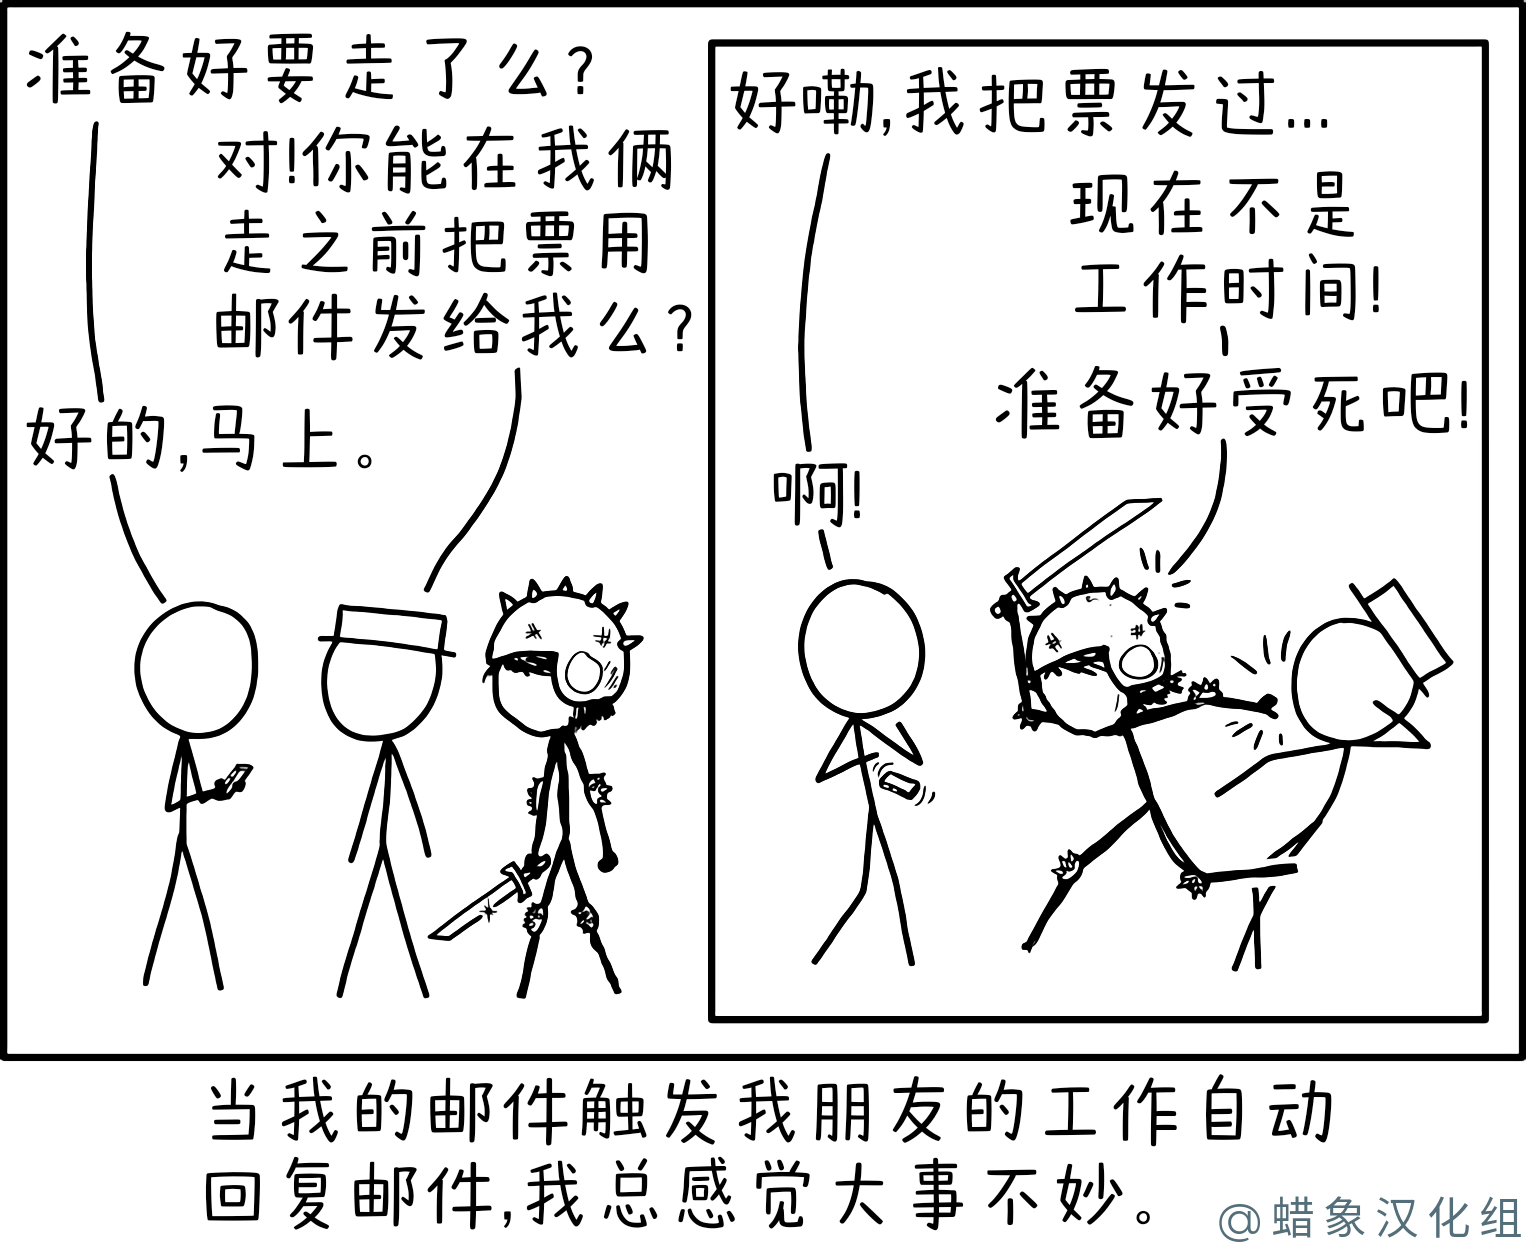 准备好要走了么?
对!你能在我俩
走之前把票用
邮件发给我么?
好的,马上。
好嘞,我把票发过...
现在不是
工作时间!
准备好受死吧!
啊!
当我的邮件触发我朋友的工作自动
回复邮件,我总感觉大事不妙。
@蜡象汉化组